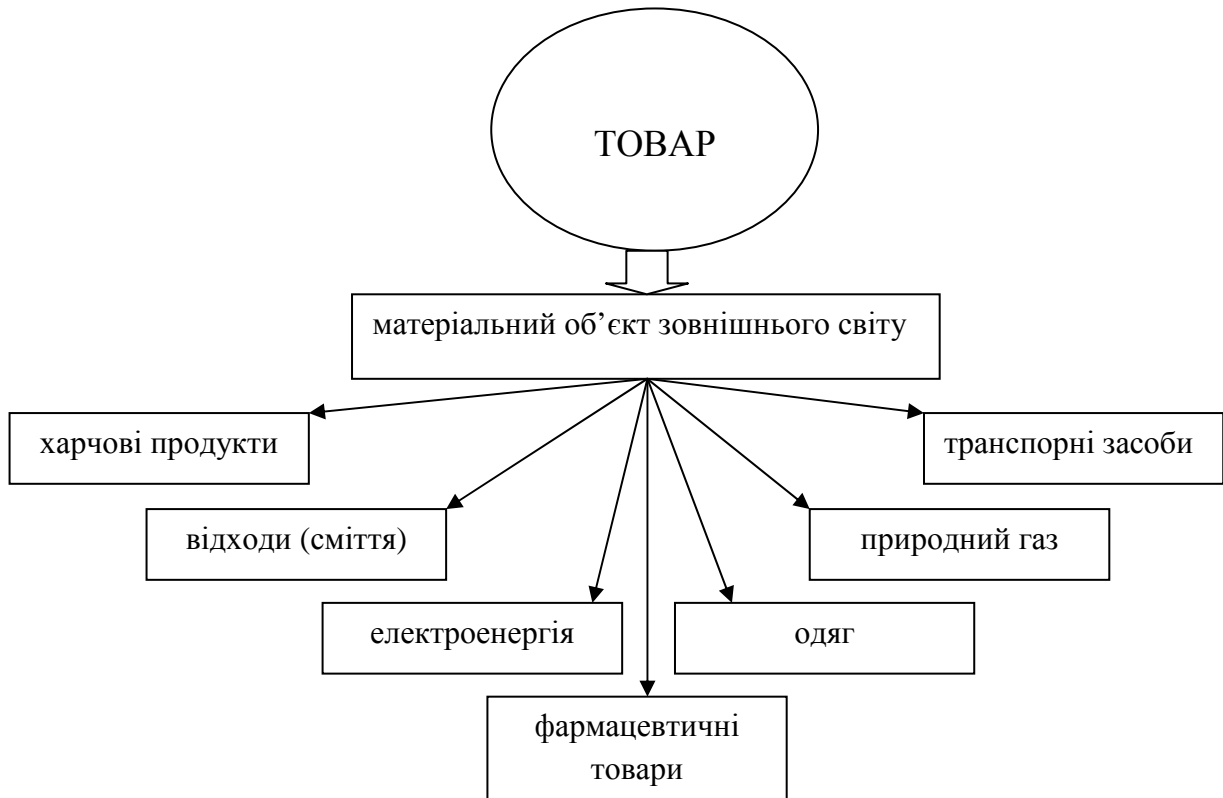 ТОВАР
матеріальний об’єкт зовнішнього світу
харчові продукти
транспорні засоби
відходи (сміття)
природний газ
електроенергія
одяг
фармацевтичні
товари